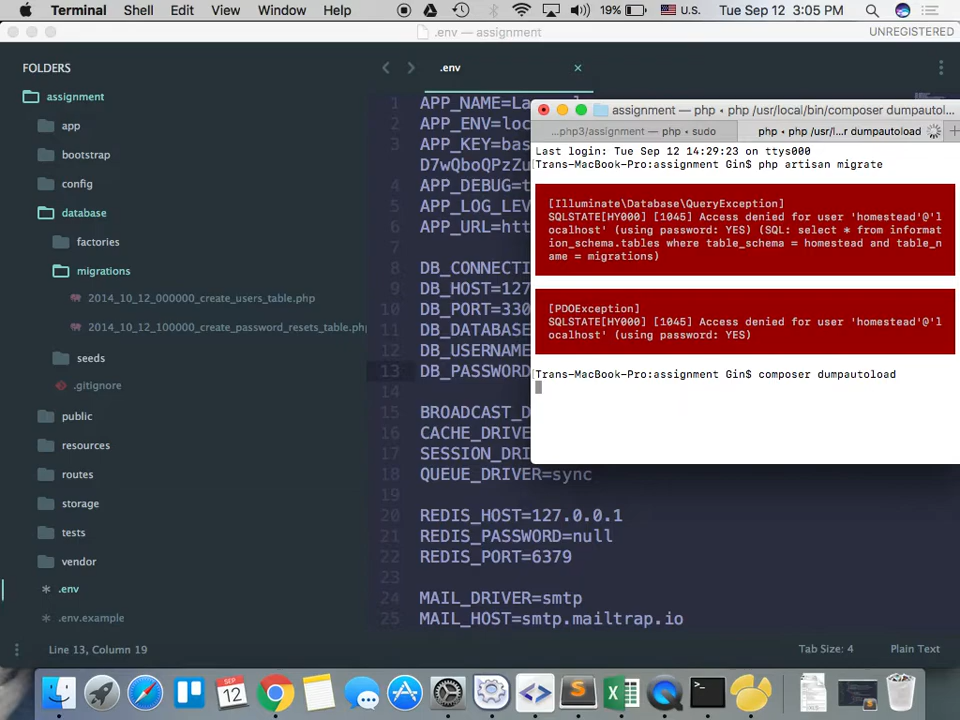 Terminal Shell Edit View Window Help 19% U.S. Tue Sep 12 3:05 PM
.env — assignment UNREGISTERED
FOLDERS
assignment
app
bootstrap
config
database
factories
migrations
2014_10_12_000000_create_users_table.php
2014_10_12_100000_create_password_resets_table.php
seeds
.gitignore
public
resources
routes
storage
tests
vendor
.env
.env.example
.env
1 APP_NAME=La
2 APP_ENV=loc
3 APP_KEY=bas
D7wQboQpzZu
4 APP_DEBUG=t
5 APP_LOG_LEV
6 APP_URL=htt
7
8 DB_CONNECTI
9 DB_HOST=127
10 DB_PORT=330
11 DB_DATABASE
12 DB_USERNAME
13 DB_PASSWORD
14
15 BROADCAST_D
16 CACHE_DRIVE
17 SESSION_DRI
18 QUEUE_DRIVER=sync
19
20 REDIS_HOST=127.0.0.1
21 REDIS_PASSWORD=null
22 REDIS_PORT=6379
23
24 MAIL_DRIVER=smtp
25 MAIL_HOST=smtp.mailtrap.io
assignment — php • php /usr/local/bin/composer dumpautol...
...php3/assignment — php • sudo
php • php /usr/l...r dumpautoload
Last login: Tue Sep 12 14:29:23 on ttys000
[Trans-MacBook-Pro:assignment Gin$ php artisan migrate
[Illuminate\Database\QueryException]
SQLSTATE[HY000] [1045] Access denied for user 'homestead'@'l
ocalhost' (using password: YES) (SQL: select * from informat
ion_schema.tables where table_schema = homestead and table_n
ame = migrations)
[PDOException]
SQLSTATE[HY000] [1045] Access denied for user 'homestead'@'l
ocalhost' (using password: YES)
[Trans-MacBook-Pro:assignment Gin$ composer dumpautoload
Line 13, Column 19
Tab Size: 4
Plain Text
SEP
12